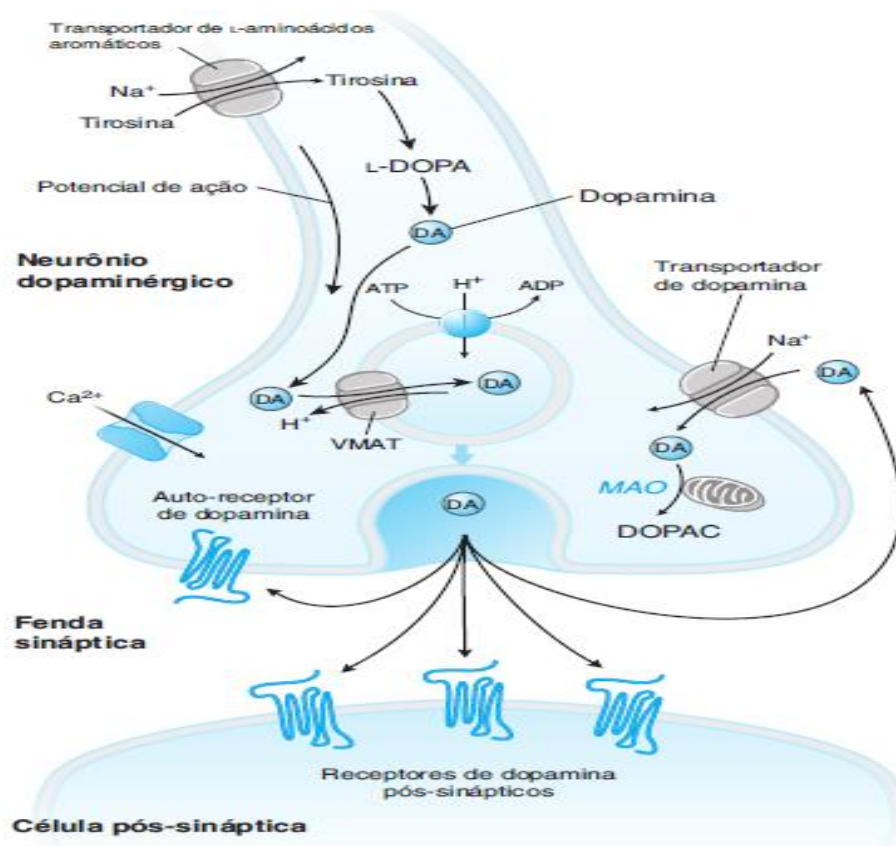 Transportador de L-aminoácidos
aromáticos
Na⁺
Tirosina
Tirosina
L-DOPA
Potencial de ação
DA
Dopamina
Neurônio
dopaminérgico
Transportador
de dopamina
ATP
H⁺
ADP
Na⁺
DA
Ca²⁺
DA
DA
H⁺
VMAT
DA
MAO
Auto-receptor
de dopamina
DA
DOPAC
Fenda
sináptica
Receptores de dopamina
pós-sinápticos
Célula pós-sináptica